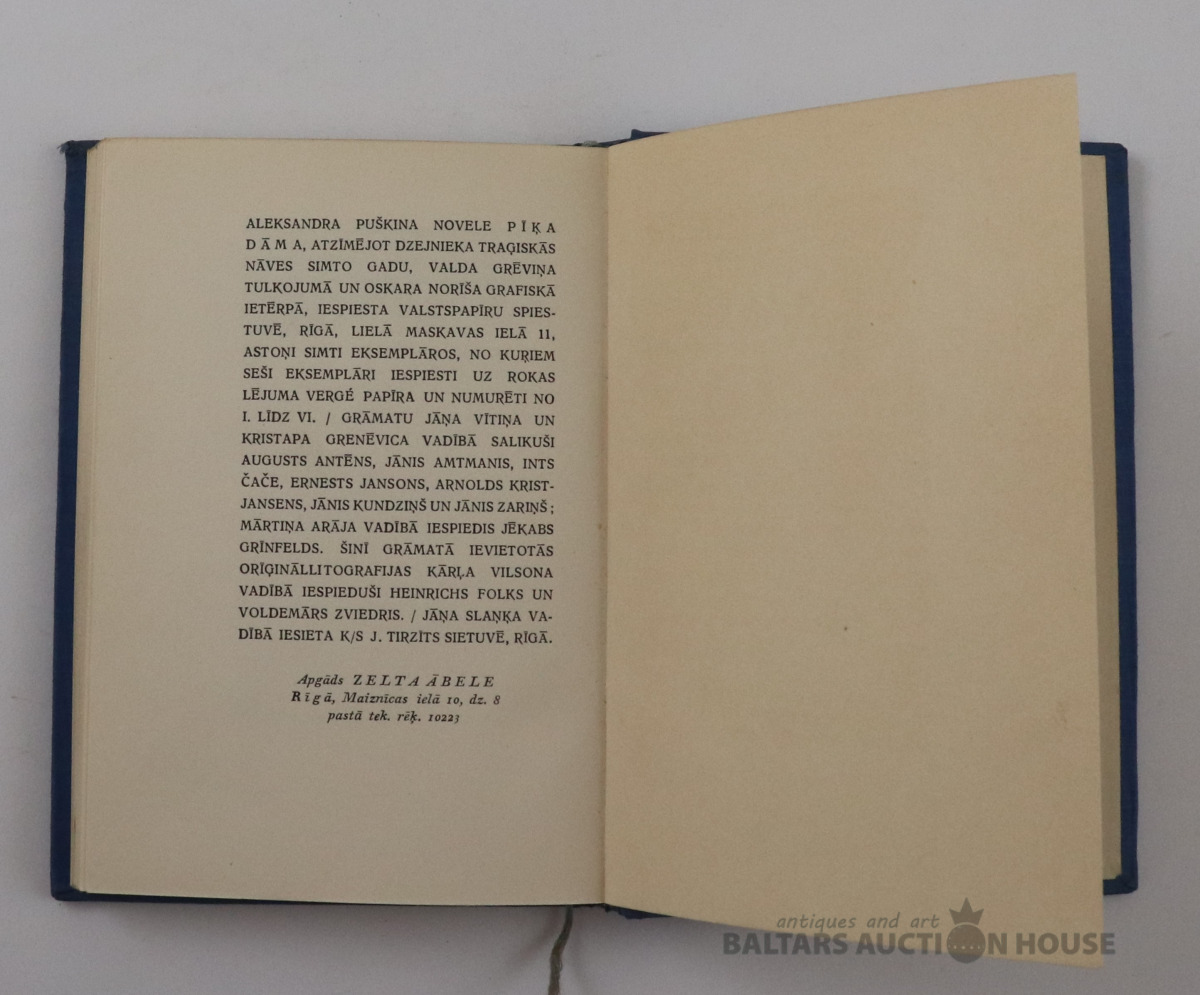 ALEKSANDRA PUŠĶINA NOVELE PĪĶA
DĀMA, ATZĪMĒJOT DZEJNIEKA TRAĢISKĀS
NĀVES SIMTO GADU, VALDA GRĒVIŅA
TULKOJUMĀ UN OSKARA NORĪŠA GRAFISKĀ
IETĒRPĀ, IESPIESTA VALSTSPAPĪRU SPIES-
TUVĒ, RĪGĀ, LIELĀ MASKAVAS IELĀ 11,
ASTOŅI SIMTI EKSEMPLĀROS, NO KUŖIEM
SEŠI EKSEMPLĀRI IESPIESTI UZ ROKAS
LĒJUMA VERGÉ PAPĪRA UN NUMURĒTI NO
I. LĪDZ VI. / GRĀMATU JĀŅA VĪTIŅA UN
KRISTAPA GRENĒVICA VADĪBĀ SALIKUŠI
AUGUSTS ANTĒNS, JĀNIS AMTMANIS, INTS
ČAČE, ERNESTS JANSONS, ARNOLDS KRIST-
JANSENS, JĀNIS KUNDZIŅŠ UN JĀNIS ZARIŅŠ;
MĀRTIŅA ARĀJA VADĪBĀ IESPIEDIS JĒKABS
GRĪNFELDS. ŠINĪ GRĀMATĀ IEVIETOTĀS
ORĪĢINĀLLITOGRAFIJAS KĀRĻA VILSONA
VADĪBĀ IESPIEDUŠI HEINRICHS FOLKS UN
VOLDEMĀRS ZVIEDRIS. / JĀŅA SLAŅĶA VA-
DĪBĀ IESIETA K/S J. TIRZĪTS SIETUVĒ, RĪGĀ.
Apgāds ZELTA ĀBELE
Rīgā, Maiznīcas ielā 10, dz. 8
pastā tek. rēķ. 10223
antiques and art
BALTARS AUCTION HOUSE